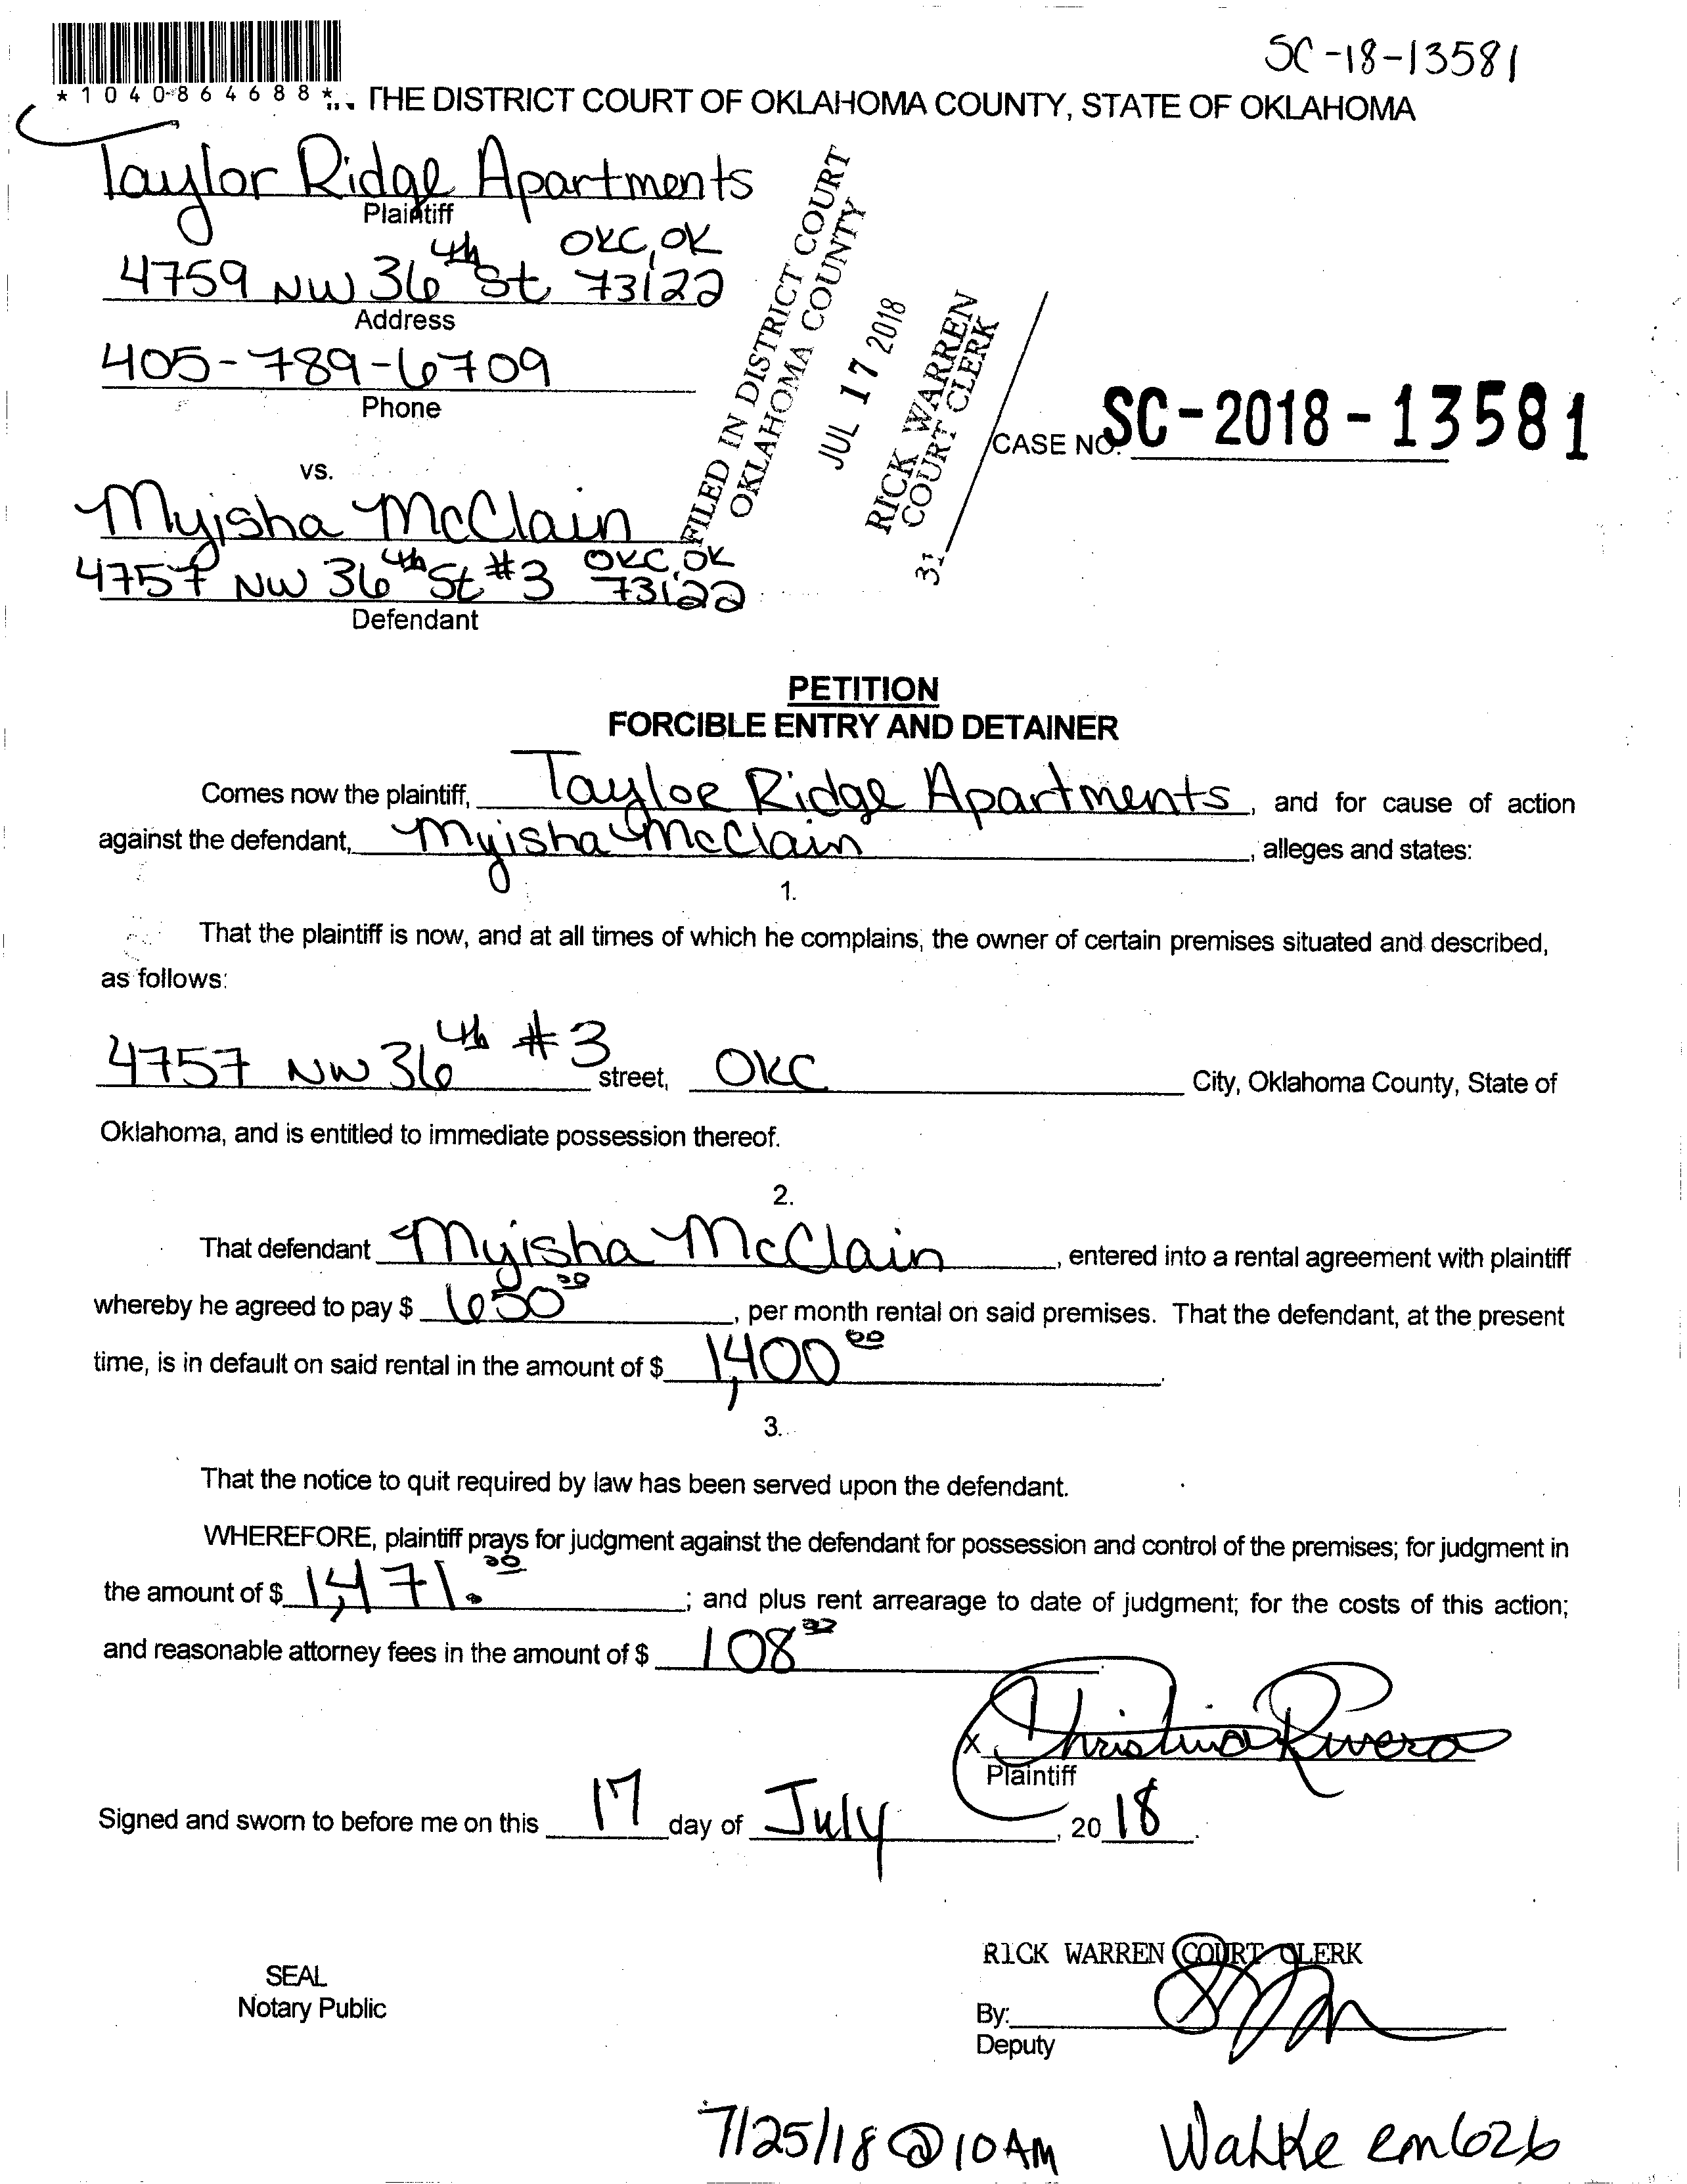 SC-18-13581
*1040864688*
THE DISTRICT COURT OF OKLAHOMA COUNTY, STATE OF OKLAHOMA
Taylor Ridge Apartments
Plaintiff
4759 NW 36th St OKC, OK 73122
Address
405-789-6709
Phone
FILED IN DISTRICT COURT
OKLAHOMA COUNTY
JUL 17 2018
RICK WARREN
COURT CLERK
31
CASE NO. SC-2018-13581
vs.
Myisha McClain
4757 NW 36th St #3 OKC, OK 73122
Defendant
PETITION
FORCIBLE ENTRY AND DETAINER
Comes now the plaintiff, Taylor Ridge Apartments, and for cause of action
against the defendant, Myisha McClain, alleges and states:
1.
That the plaintiff is now, and at all times of which he complains, the owner of certain premises situated and described,
as follows:
4757 NW 36th #3 street, OKC City, Oklahoma County, State of
Oklahoma, and is entitled to immediate possession thereof.
2.
That defendant Myisha McClain, entered into a rental agreement with plaintiff
whereby he agreed to pay $ 650 00, per month rental on said premises. That the defendant, at the present
time, is in default on said rental in the amount of $ 1,400 00.
3.
That the notice to quit required by law has been served upon the defendant.
WHEREFORE, plaintiff prays for judgment against the defendant for possession and control of the premises; for judgment in
the amount of $ 1,471. 00; and plus rent arrearage to date of judgment; for the costs of this action;
and reasonable attorney fees in the amount of $ 108 32.
x Christina Rivera
Plaintiff
Signed and sworn to before me on this 17 day of July, 2018.
SEAL
Notary Public
RICK WARREN COURT CLERK
By:
Deputy
7/25/18 @ 10 AM